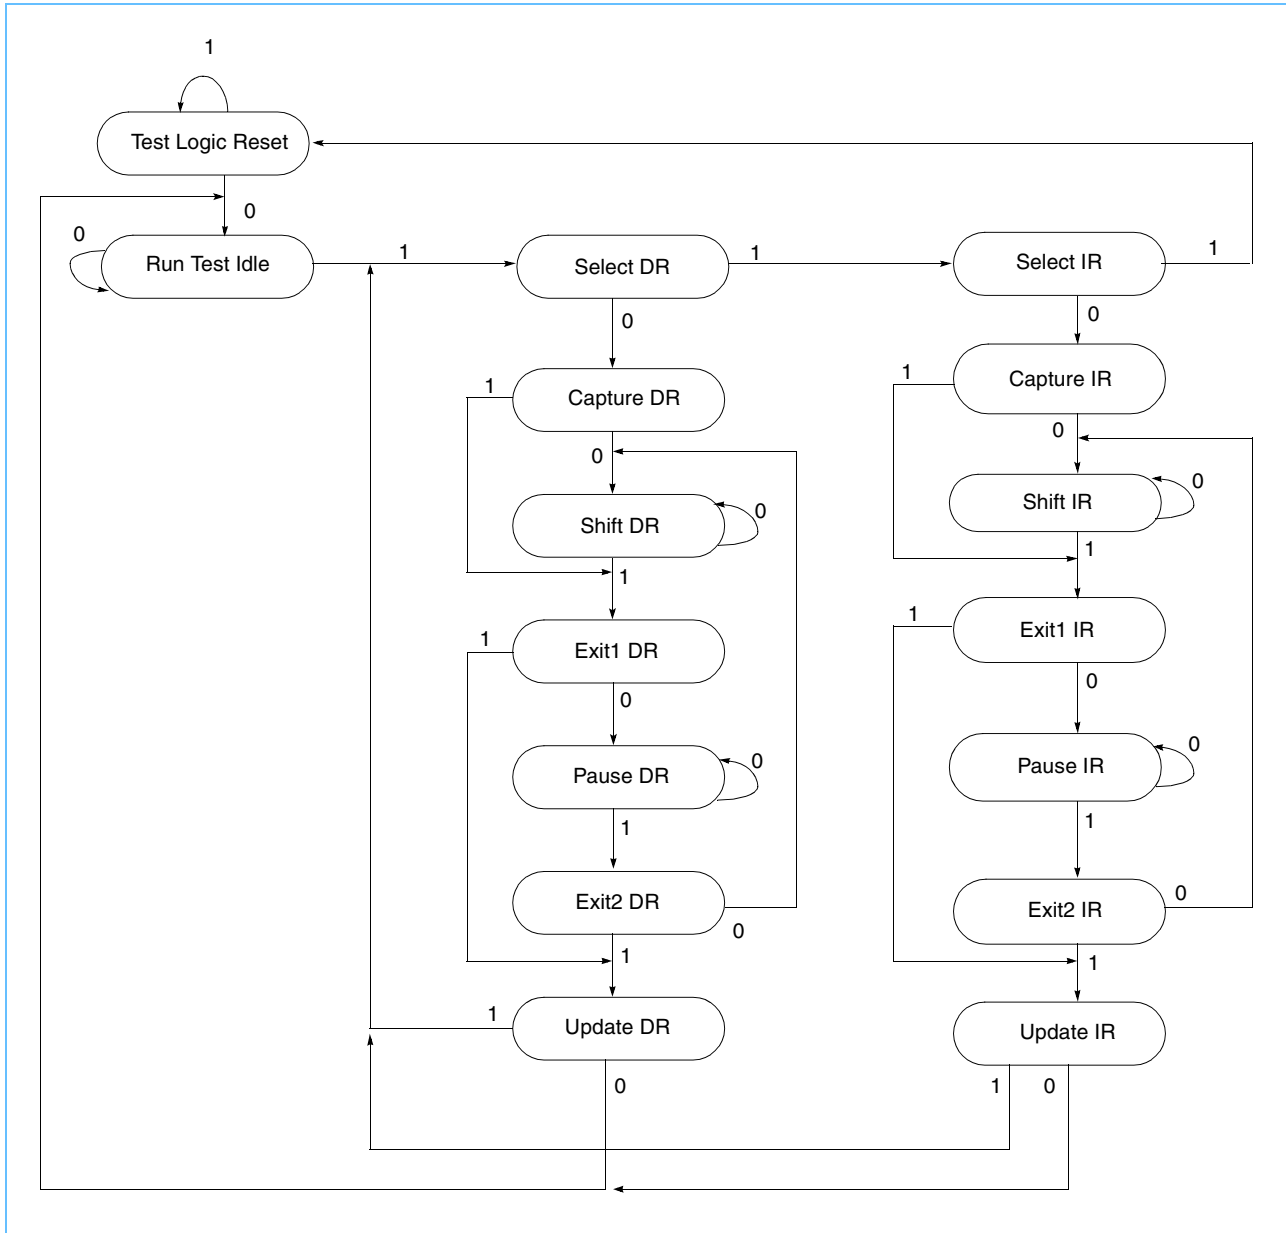 1
Test Logic Reset
0
0
Run Test Idle
1
Select DR
1
Select IR
1
0
0
1
Capture DR
1
Capture IR
0
0
Shift DR
0
Shift IR
0
1
1
1
Exit1 DR
1
Exit1 IR
0
0
Pause DR
0
Pause IR
0
1
1
Exit2 DR
0
Exit2 IR
0
1
1
1
Update DR
Update IR
0
1
0